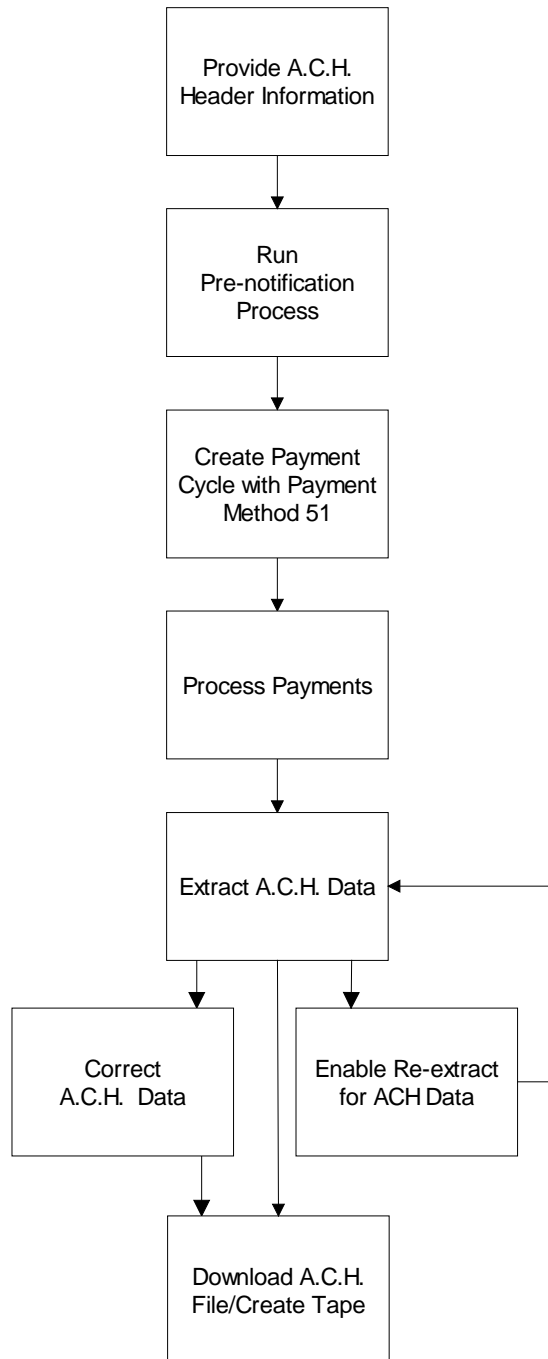 Provide A.C.H.
Header Information
Run
Pre-notification
Process
Create Payment
Cycle with Payment
Method 51
Process Payments
Extract A.C.H. Data
Correct
A.C.H. Data
Enable Re-extract
for ACH Data
Download A.C.H.
File/Create Tape